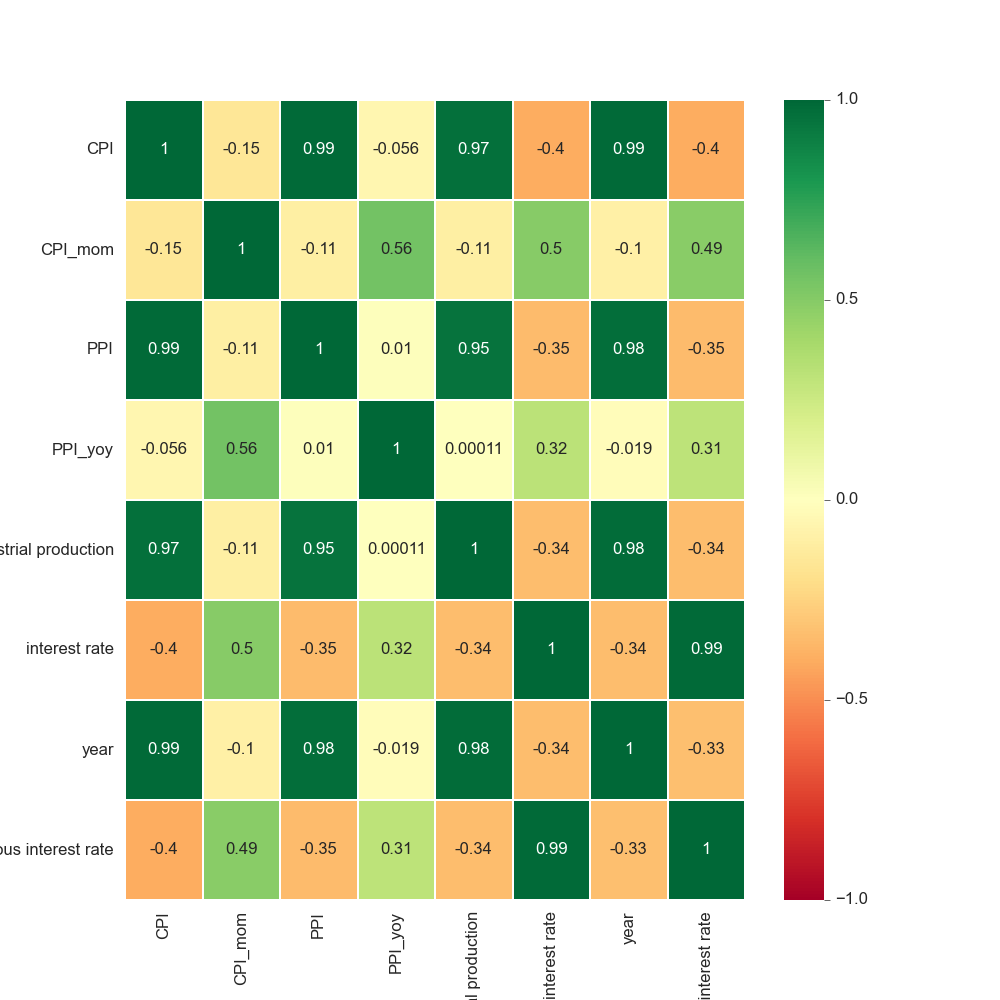 CPI 1 -0.15 0.99 -0.056 0.97 -0.4 0.99 -0.4
CPI_mom -0.15 1 -0.11 0.56 -0.11 0.5 -0.1 0.49
PPI 0.99 -0.11 1 0.01 0.95 -0.35 0.98 -0.35
PPI_yoy -0.056 0.56 0.01 1 0.00011 0.32 -0.019 0.31
strial production 0.97 -0.11 0.95 0.00011 1 -0.34 0.98 -0.34
interest rate -0.4 0.5 -0.35 0.32 -0.34 1 -0.34 0.99
year 0.99 -0.1 0.98 -0.019 0.98 -0.34 1 -0.33
ous interest rate -0.4 0.49 -0.35 0.31 -0.34 0.99 -0.33 1
CPI
CPI_mom
PPI
PPI_yoy
l production
interest rate
year
interest rate
1.0
0.5
0.0
−0.5
−1.0